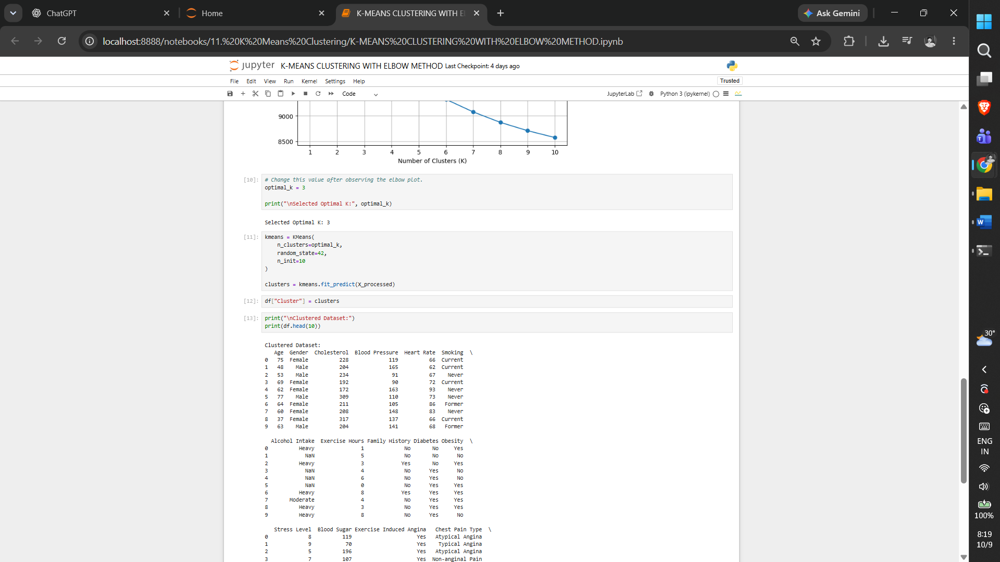 ChatGPT
Home
K-MEANS CLUSTERING WITH EL
Ask Gemini
localhost:8888/notebooks/11.%20K%20Means%20Clustering/K-MEANS%20CLUSTERING%20WITH%20ELBOW%20METHOD.ipynb
jupyter K-MEANS CLUSTERING WITH ELBOW METHOD Last Checkpoint: 4 days ago
File Edit View Run Kernel Settings Help
Trusted
Code
JupyterLab Python 3 (ipykernel)
9000
8500
1 2 3 4 5 6 7 8 9 10
Number of Clusters (K)
[10]: # Change this value after observing the elbow plot.
optimal_k = 3
print("\nSelected Optimal K:", optimal_k)
Selected Optimal K: 3
[11]: kmeans = KMeans(
n_clusters=optimal_k,
random_state=42,
n_init=10
)
clusters = kmeans.fit_predict(X_processed)
[12]: df["Cluster"] = clusters
[13]: print("\nClustered Dataset:")
print(df.head(10))
Clustered Dataset:
Age Gender Cholesterol Blood Pressure Heart Rate Smoking \
0 75 Female 228 119 66 Current
1 48 Male 204 165 62 Current
2 53 Male 234 91 67 Never
3 69 Female 192 90 72 Current
4 62 Female 172 163 93 Never
5 77 Male 309 110 73 Never
6 64 Female 211 105 86 Former
7 60 Female 208 148 83 Never
8 37 Female 317 137 66 Current
9 63 Male 204 141 68 Former
Alcohol Intake Exercise Hours Family History Diabetes Obesity \
0 Heavy 1 No No Yes
1 NaN 5 No No No
2 Heavy 3 Yes No Yes
3 NaN 4 No Yes No
4 NaN 6 No Yes No
5 NaN 0 No Yes Yes
6 Heavy 8 Yes Yes Yes
7 Moderate 4 No Yes Yes
8 Heavy 3 No Yes Yes
9 Heavy 8 No Yes No
Stress Level Blood Sugar Exercise Induced Angina Chest Pain Type \
0 8 119 Yes Atypical Angina
1 9 70 Yes Typical Angina
2 5 196 Yes Atypical Angina
3 7 107 Yes Non-anginal Pain
30°
ENG
IN
100%
8:19
10/9